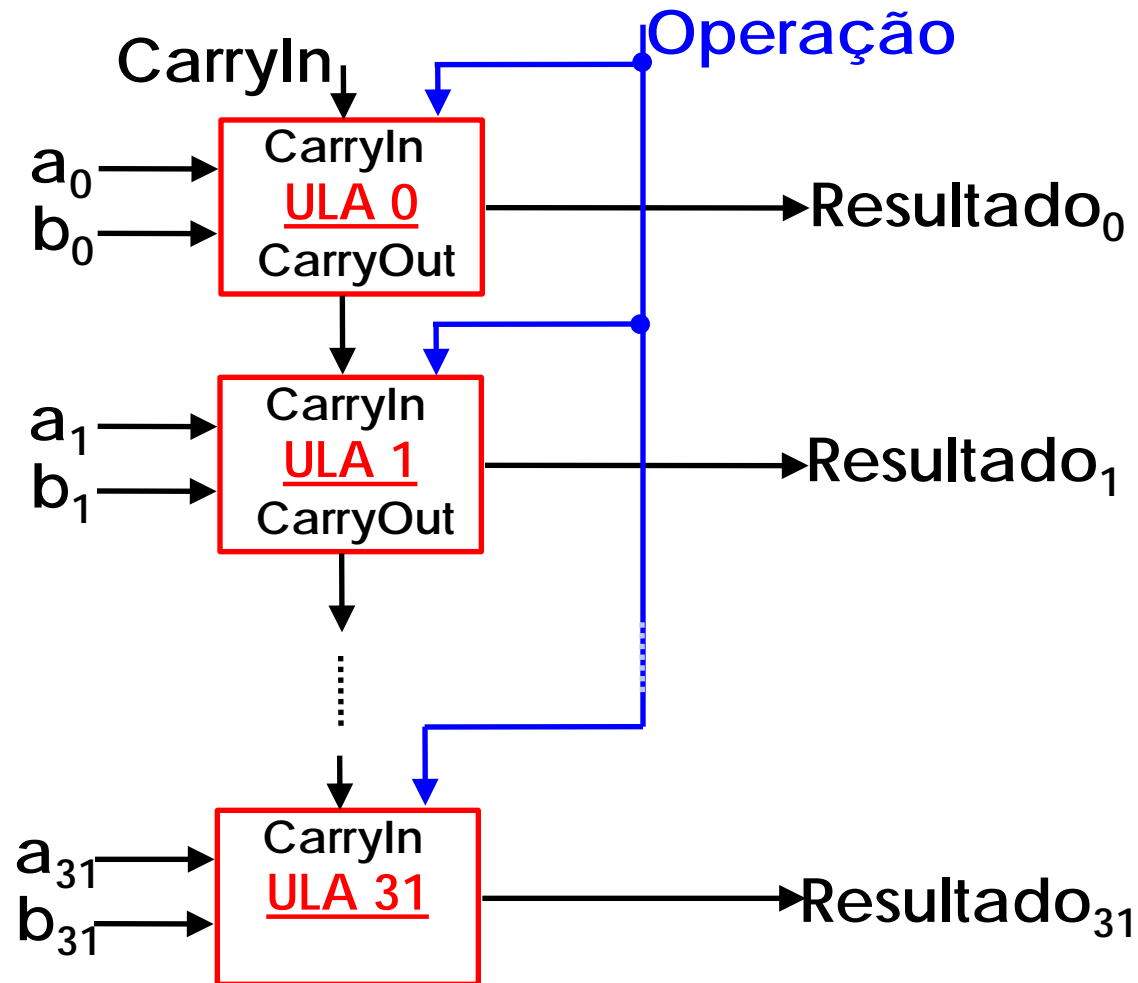 Operação
CarryIn
CarryIn
a0
ULA 0
Resultado0
b0
CarryOut
CarryIn
a1
ULA 1
Resultado1
b1
CarryOut
CarryIn
a31
ULA 31
Resultado31
b31